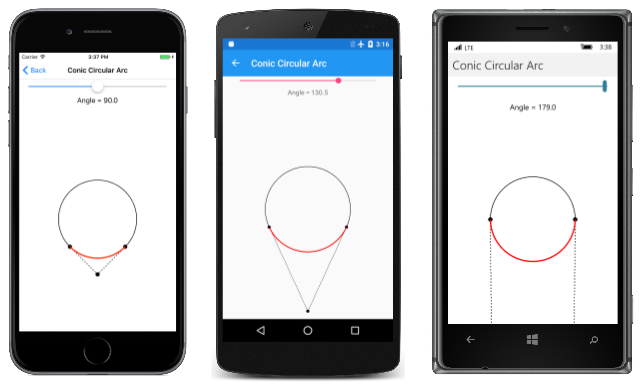 Carrier 3:37 PM
Back Conic Circular Arc
Angle = 90.0
3:16
Conic Circular Arc
Angle = 130.5
LTE 3:38
Conic Circular Arc
Angle = 179.0